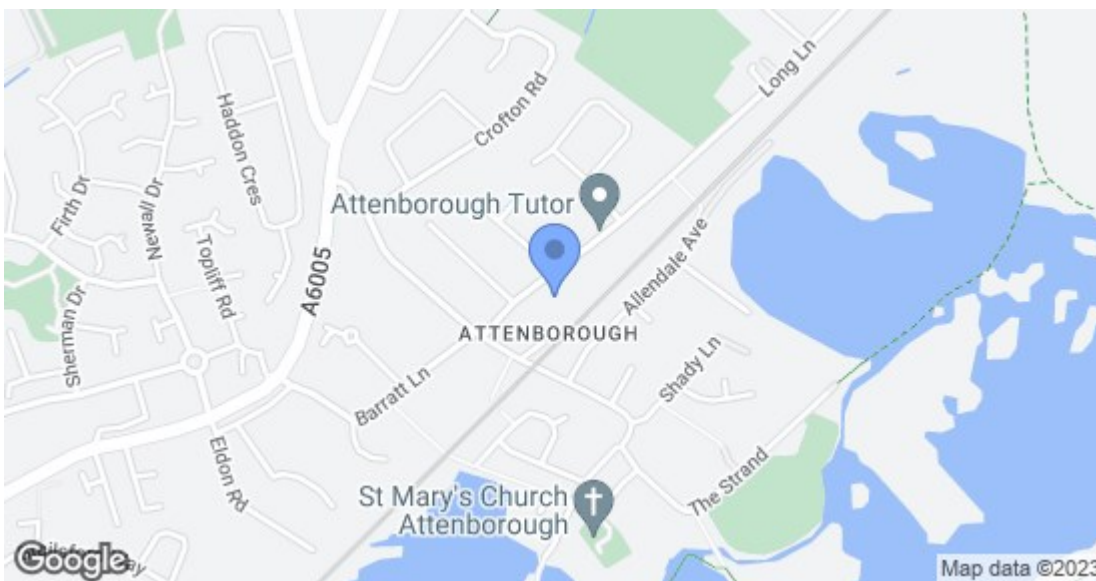 Long Ln
Crofton Rd
Haddon Cres
Firth Dr
Newall Dr
Attenborough Tutor
Topliff Rd
A6005
Allendale Ave
ATTENBOROUGH
Sherman Dr
Shady Ln
Barratt Ln
Eldon Rd
The Strand
St Mary's Church
Attenborough
Google
Map data ©2023